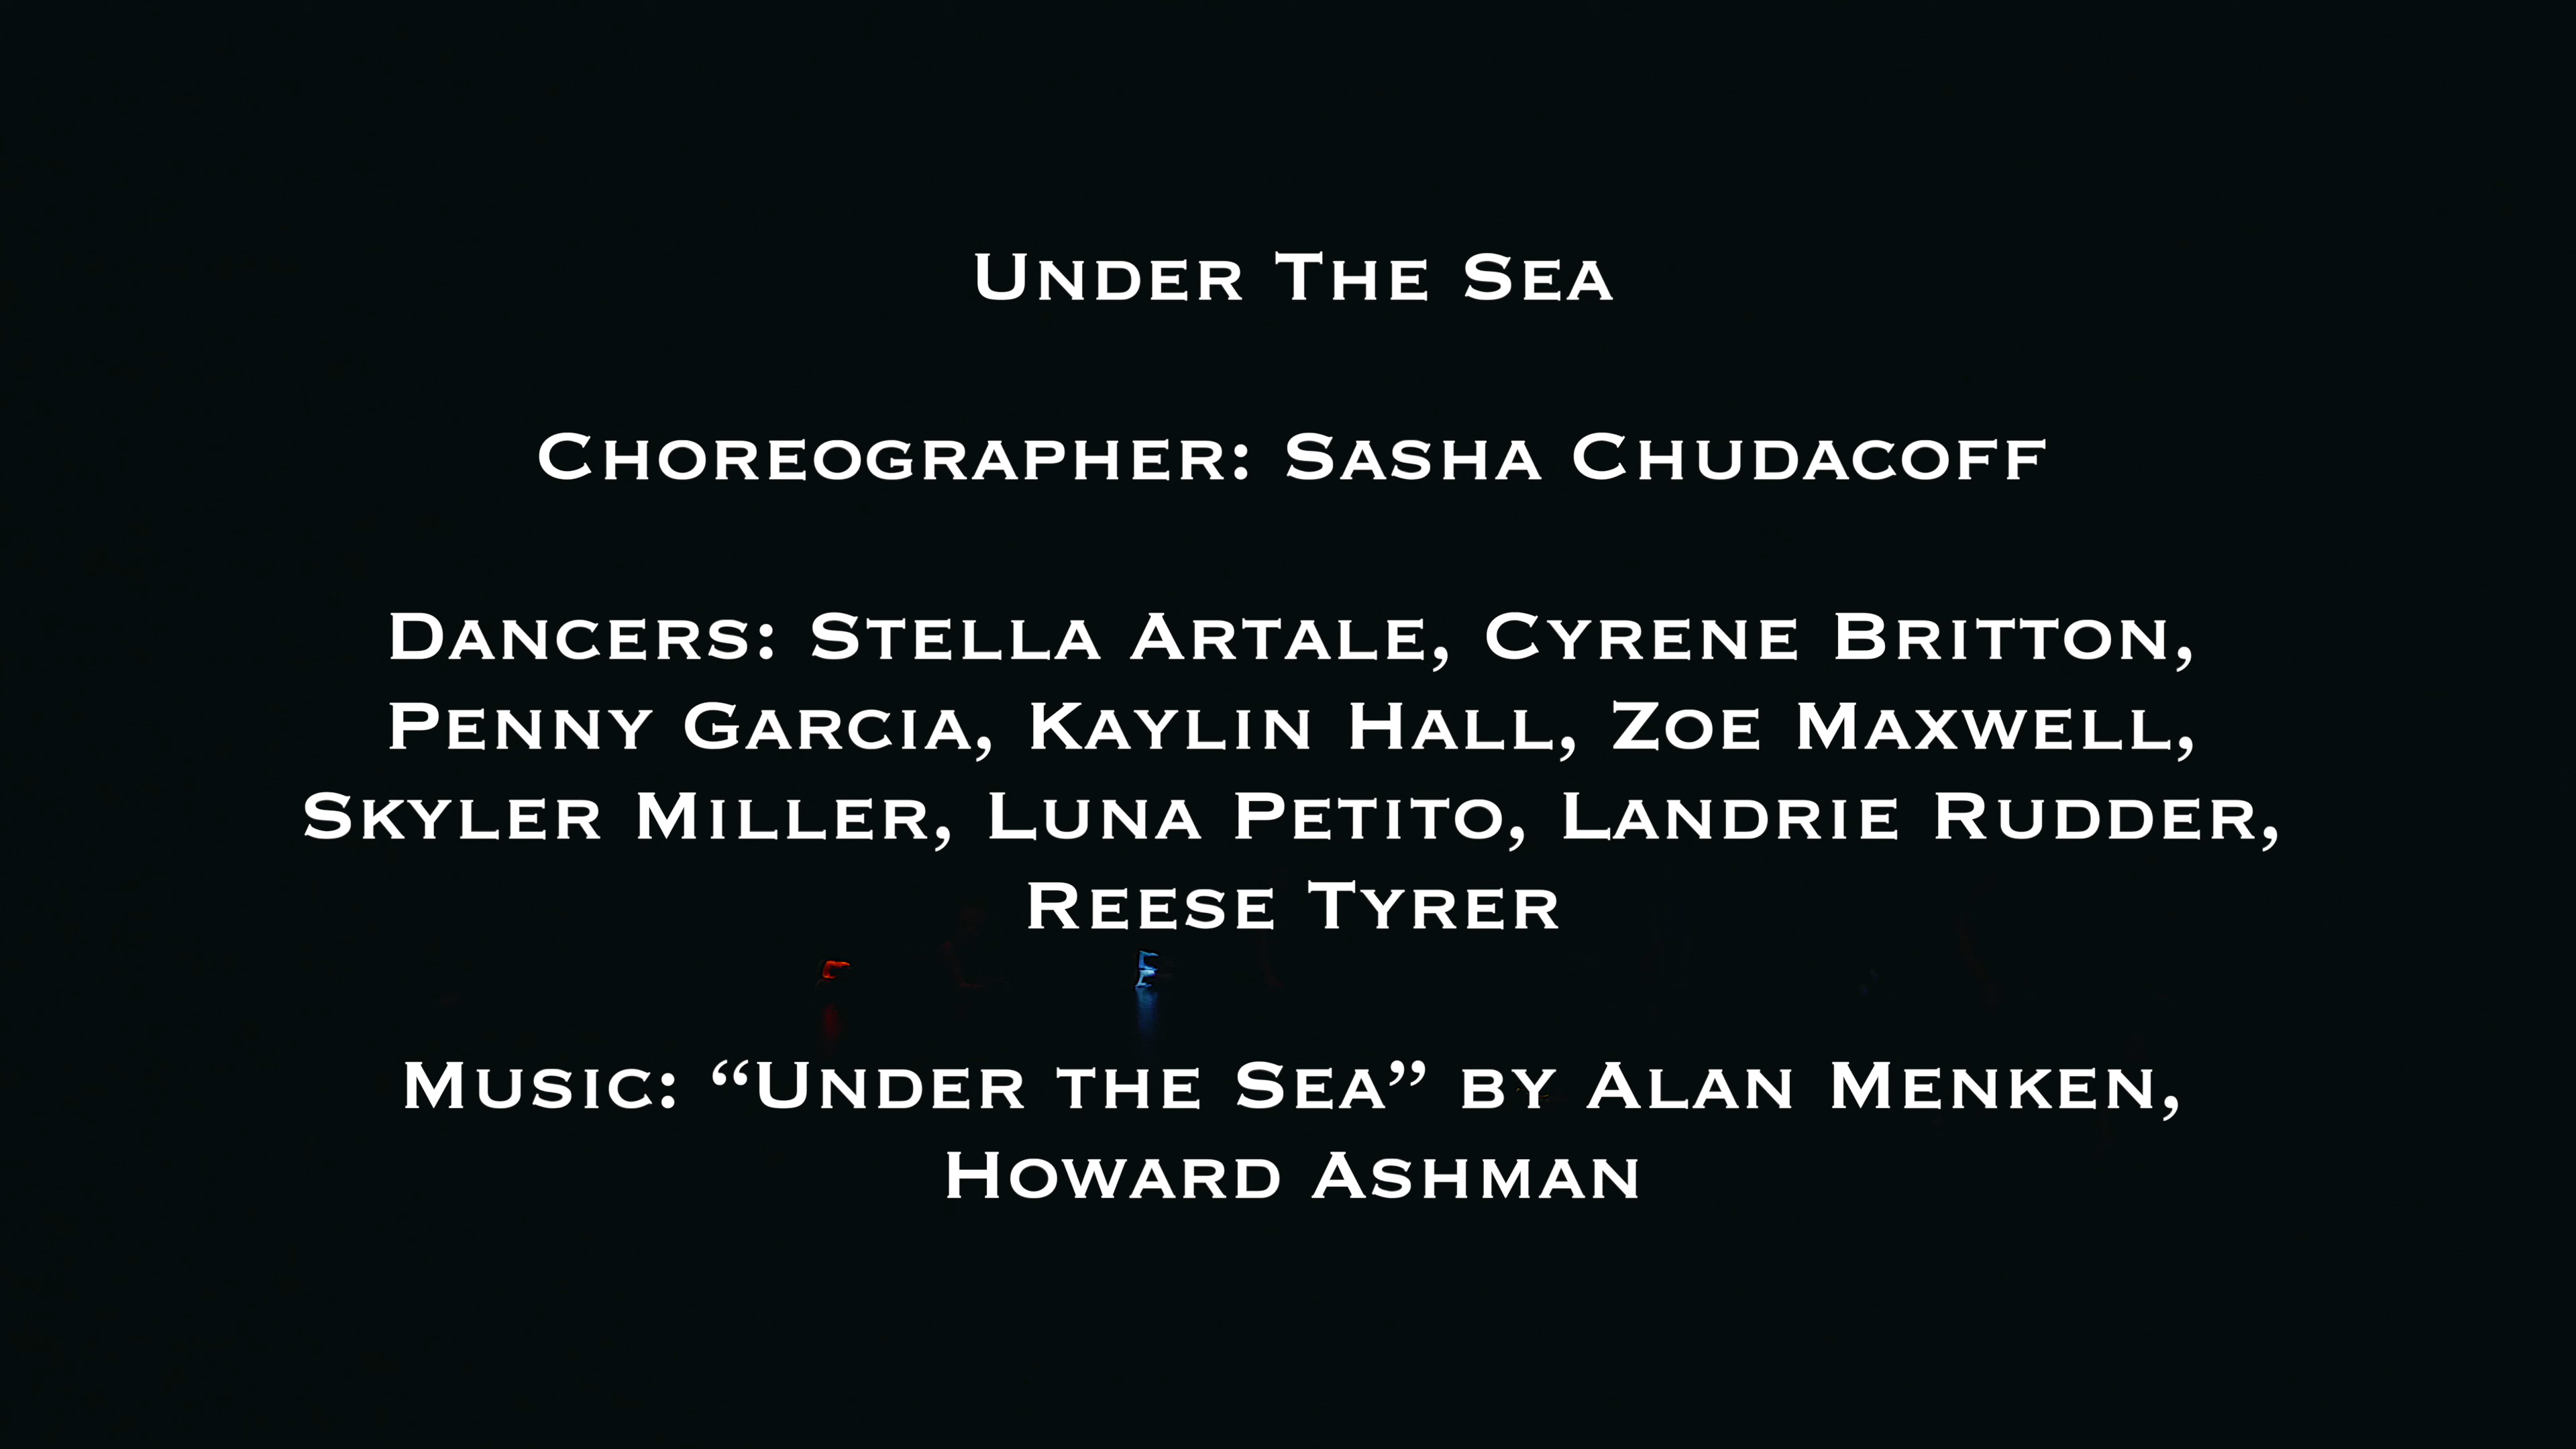 Under The Sea
Choreographer: Sasha Chudacoff
Dancers: Stella Artale, Cyrene Britton,
Penny Garcia, Kaylin Hall, Zoe Maxwell,
Skyler Miller, Luna Petito, Landrie Rudder,
Reese Tyrer
Music: “Under the Sea” by Alan Menken,
Howard Ashman